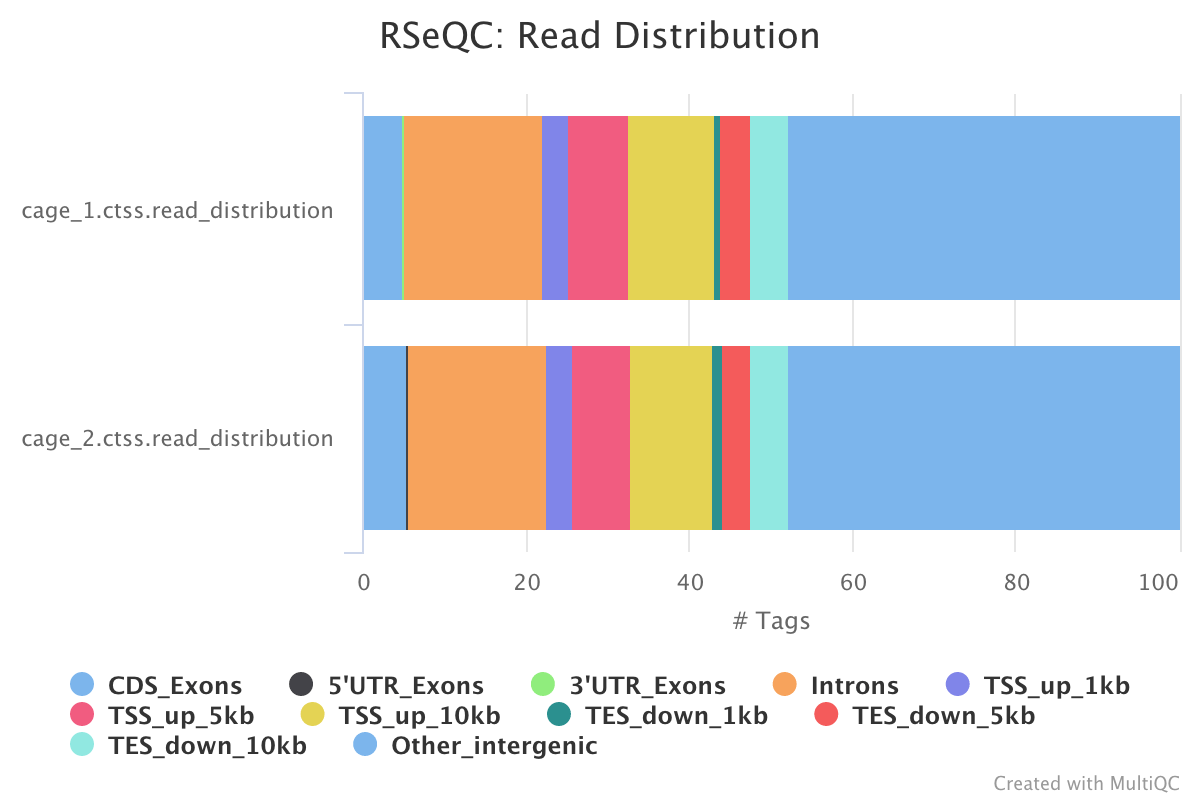 RSeQC: Read Distribution
cage_1.ctss.read_distribution
cage_2.ctss.read_distribution
0 20 40 60 80 100
# Tags
CDS_Exons 5'UTR_Exons 3'UTR_Exons Introns TSS_up_1kb
TSS_up_5kb TSS_up_10kb TES_down_1kb TES_down_5kb
TES_down_10kb Other_intergenic
Created with MultiQC